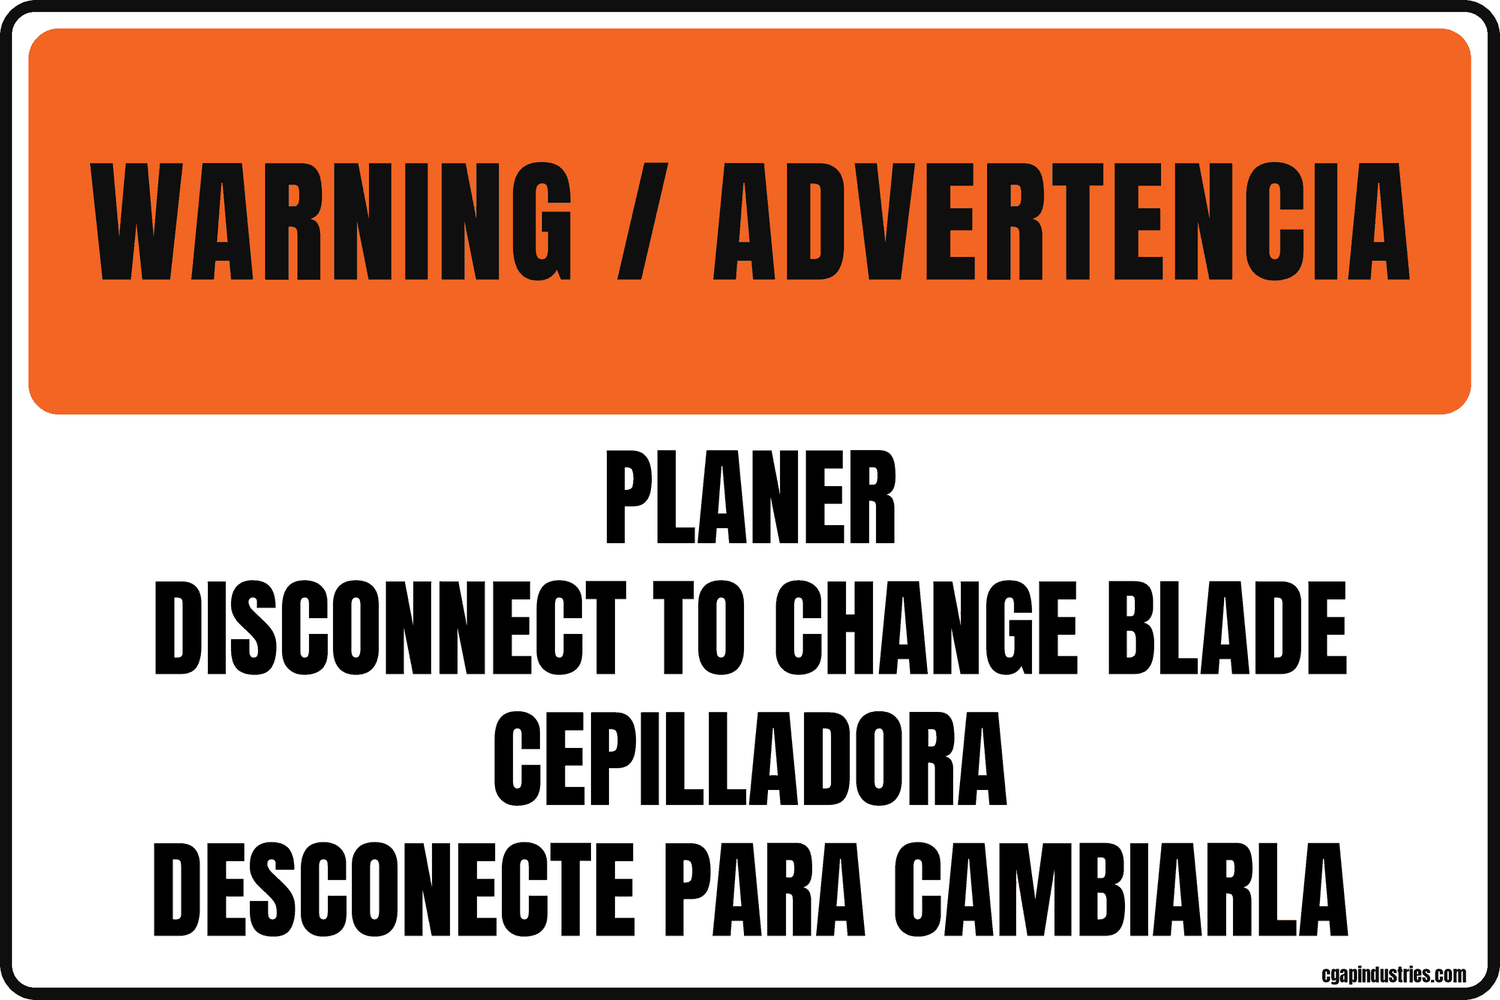 WARNING / ADVERTENCIA
PLANER
DISCONNECT TO CHANGE BLADE
CEPILLADORA
DESCONECTE PARA CAMBIARLA
cgapindustries.com